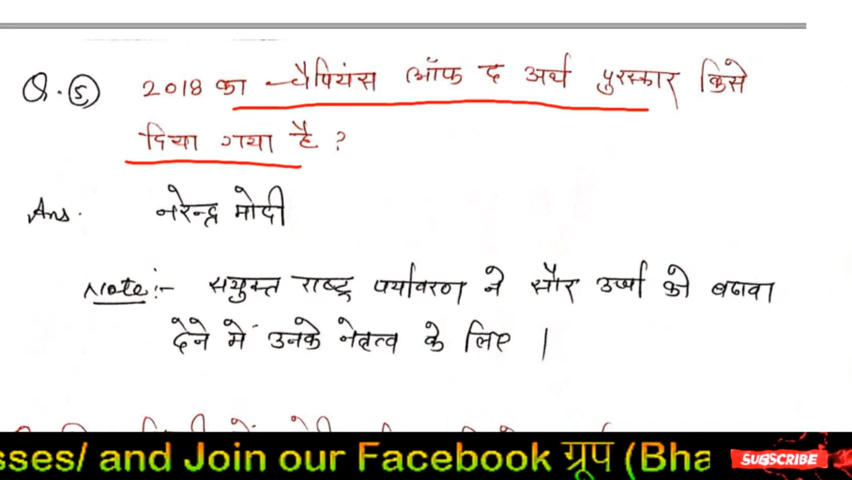 Q. (5) 2018 का चैंपियंस ऑफ द अर्थ पुरस्कार किसे
दिया गया है ?
Ans. नरेन्द्र मोदी
Note:- सयुक्त राष्ट्र पर्यावरण ने सौर उर्जा को बढावा
देने में उनके नेतृत्व के लिए |
sses/ and Join our Facebook ग्रूप (Bha
SUBSCRIBE